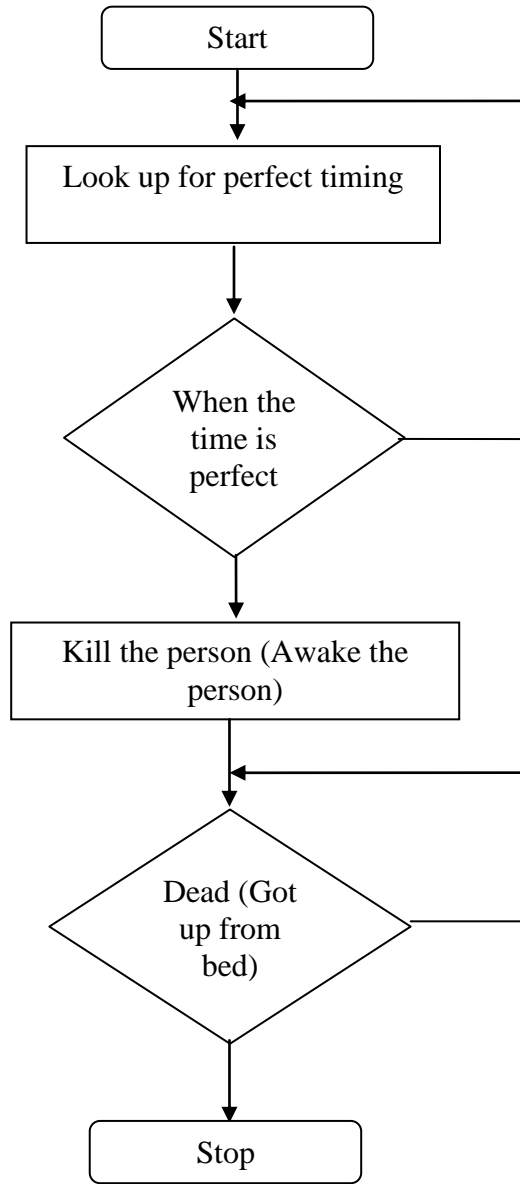 Start
Look up for perfect timing
When the
time is
perfect
Kill the person (Awake the
person)
Dead (Got
up from
bed)
Stop